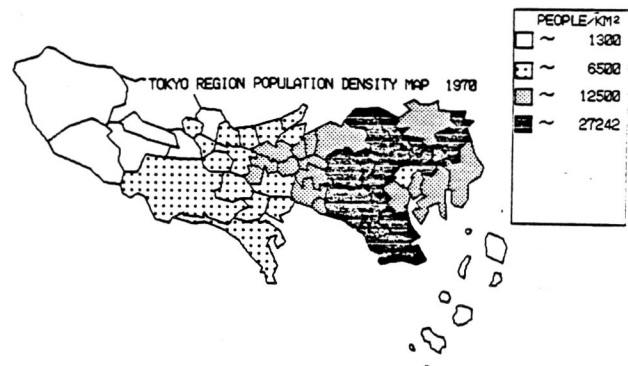 PEOPLE/KM²
~ 1300
~ 6500
~ 12500
~ 27242
TOKYO REGION POPULATION DENSITY MAP 1970